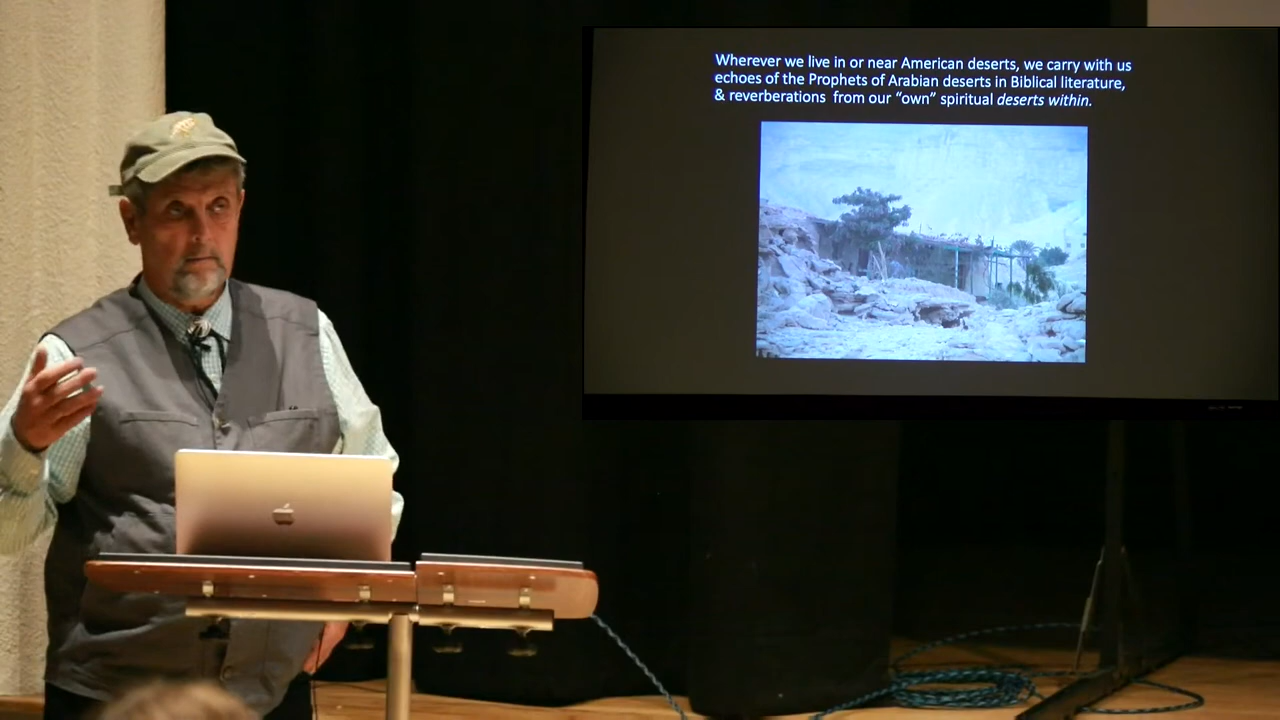 Wherever we live in or near American deserts, we carry with us
echoes of the Prophets of Arabian deserts in Biblical literature,
& reverberations from our “own” spiritual deserts within.